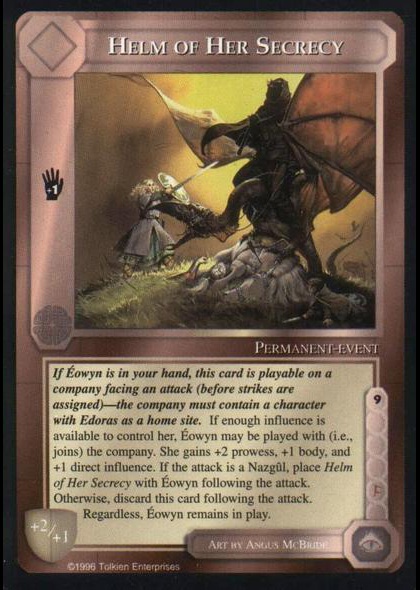 HELM OF HER SECRECY
+1
PERMANENT-EVENT
If Éowyn is in your hand, this card is playable on a
company facing an attack (before strikes are
assigned)—the company must contain a character
with Edoras as a home site. If enough influence is
available to control her, Éowyn may be played with (i.e.,
joins) the company. She gains +2 prowess, +1 body, and
+1 direct influence. If the attack is a Nazgûl, place Helm
of Her Secrecy with Éowyn following the attack.
Otherwise, discard this card following the attack.
Regardless, Éowyn remains in play.
9
F
+2/+1
ART BY ANGUS MCBRIDE
©1996 Tolkien Enterprises